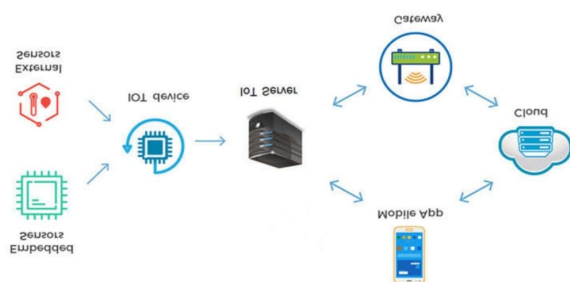 Embedded
Sensors
Mobile App
Cloud
IOT device
IoT Server
External
Sensors
Gateway